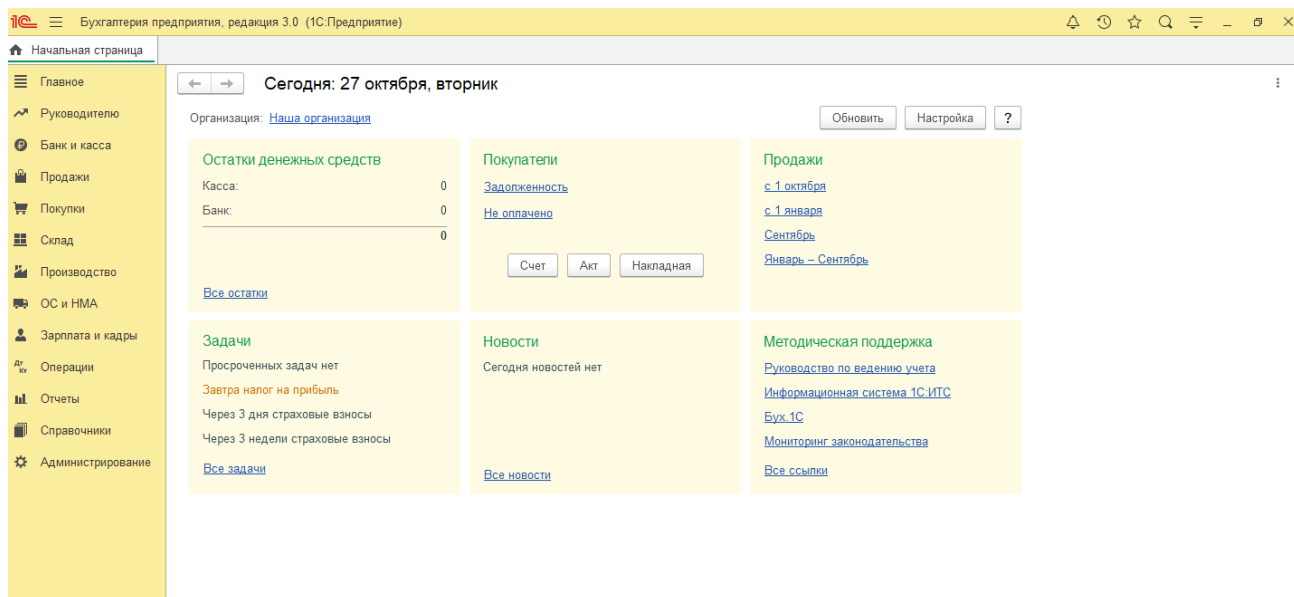 1С Бухгалтерия предприятия, редакция 3.0 (1С:Предприятие)
Начальная страница
Главное
Руководителю
Банк и касса
Продажи
Покупки
Склад
Производство
ОС и НМА
Зарплата и кадры
Дт Кт Операции
Отчеты
Справочники
Администрирование
Сегодня: 27 октября, вторник
Организация: Наша организация
Обновить Настройка ?
Остатки денежных средств
Касса: 0
Банк: 0
0
Все остатки
Покупатели
Задолженность
Не оплачено
Счет Акт Накладная
Продажи
с 1 октября
с 1 января
Сентябрь
Январь – Сентябрь
Задачи
Просроченных задач нет
Завтра налог на прибыль
Через 3 дня страховые взносы
Через 3 недели страховые взносы
Все задачи
Новости
Сегодня новостей нет
Все новости
Методическая поддержка
Руководство по ведению учета
Информационная система 1С:ИТС
Бух.1С
Мониторинг законодательства
Все ссылки